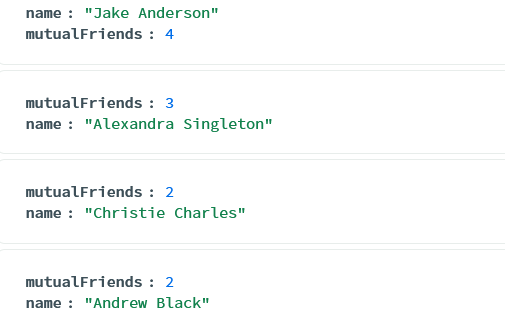 name : "Jake Anderson"
mutualFriends : 4
mutualFriends : 3
name : "Alexandra Singleton"
mutualFriends : 2
name : "Christie Charles"
mutualFriends : 2
name : "Andrew Black"